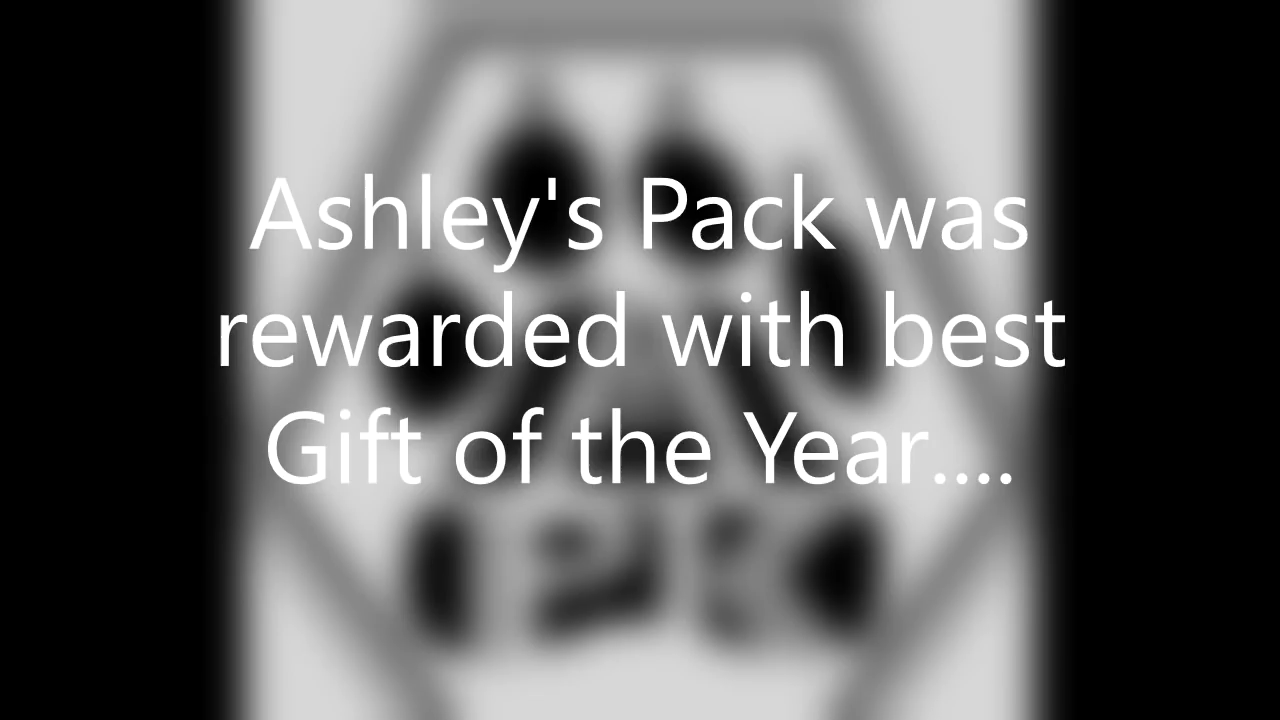 Ashley's Pack was
rewarded with best
Gift of the Year....